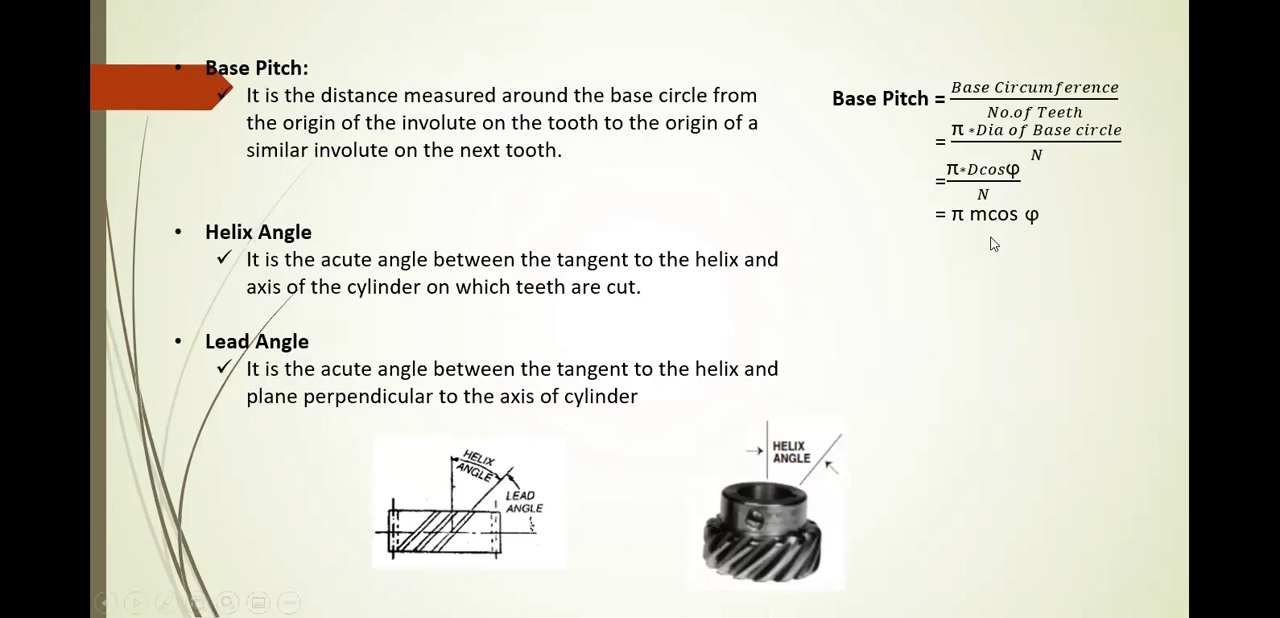 • Base Pitch:
✓ It is the distance measured around the base circle from
the origin of the involute on the tooth to the origin of a
similar involute on the next tooth.
• Helix Angle
✓ It is the acute angle between the tangent to the helix and
axis of the cylinder on which teeth are cut.
• Lead Angle
✓ It is the acute angle between the tangent to the helix and
plane perpendicular to the axis of cylinder
Base Pitch = Base Circumference
No.of Teeth
= π *Dia of Base circle
N
= π*Dcosφ
N
= π mcos φ
HELIX
ANGLE
LEAD
ANGLE
HELIX
ANGLE